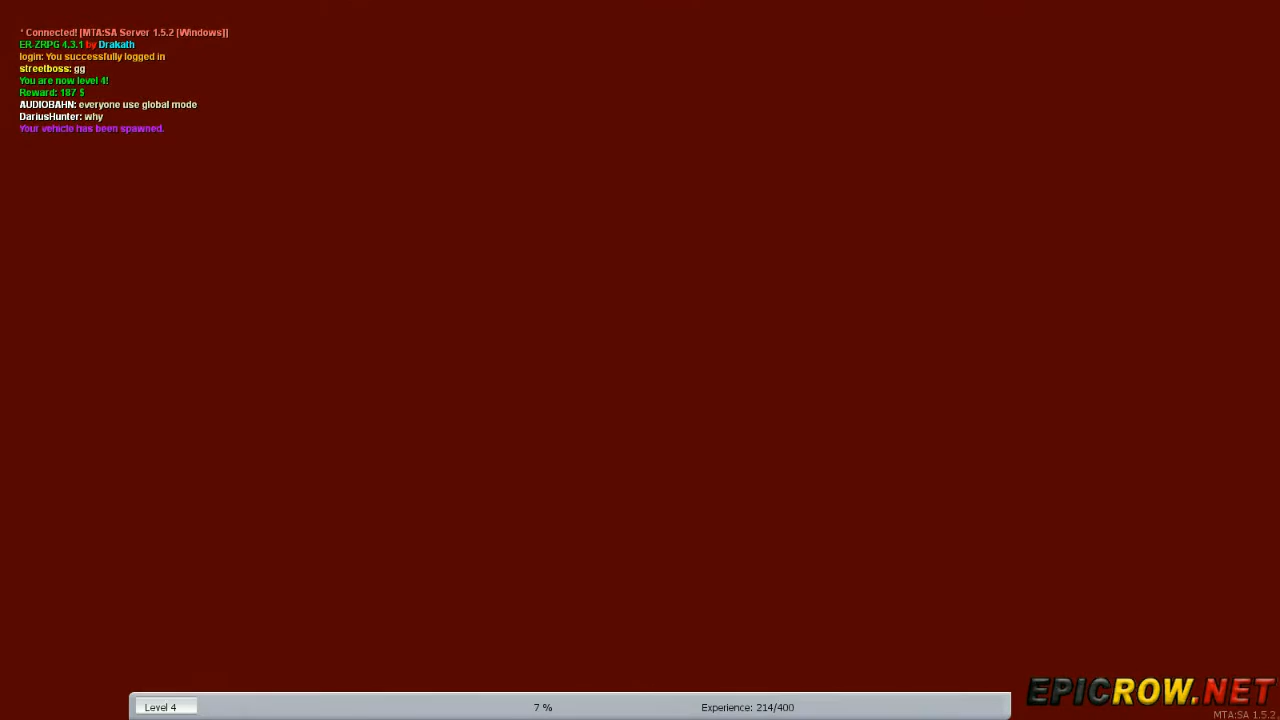 * Connected! [MTA:SA Server 1.5.2 [Windows]]
ER-ZRPG 4.3.1 by Drakath
login: You successfully logged in
streetboss: gg
You are now level 4!
Reward: 187 $
AUDIOBAHN: everyone use global mode
DariusHunter: why
Your vehicle has been spawned.
Level 4 7 % Experience: 214/400
EPICROW.NET
MTA:SA 1.5.2